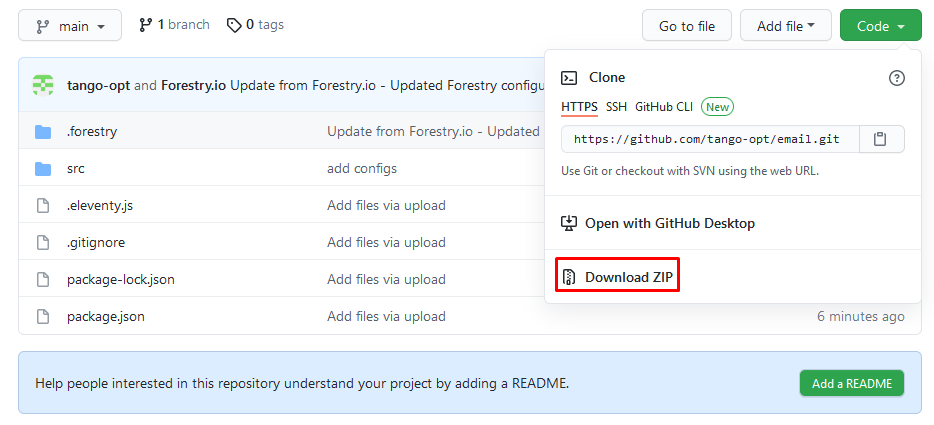 main 1 branch 0 tags Go to file Add file Code
tango-opt and Forestry.io Update from Forestry.io - Updated Forestry configu
.forestry Update from Forestry.io - Updated
src add configs
.eleventy.js Add files via upload
.gitignore Add files via upload
package-lock.json Add files via upload
package.json Add files via upload 6 minutes ago
Clone
HTTPS SSH GitHub CLI New
https://github.com/tango-opt/email.git
Use Git or checkout with SVN using the web URL.
Open with GitHub Desktop
Download ZIP
Help people interested in this repository understand your project by adding a README. Add a README